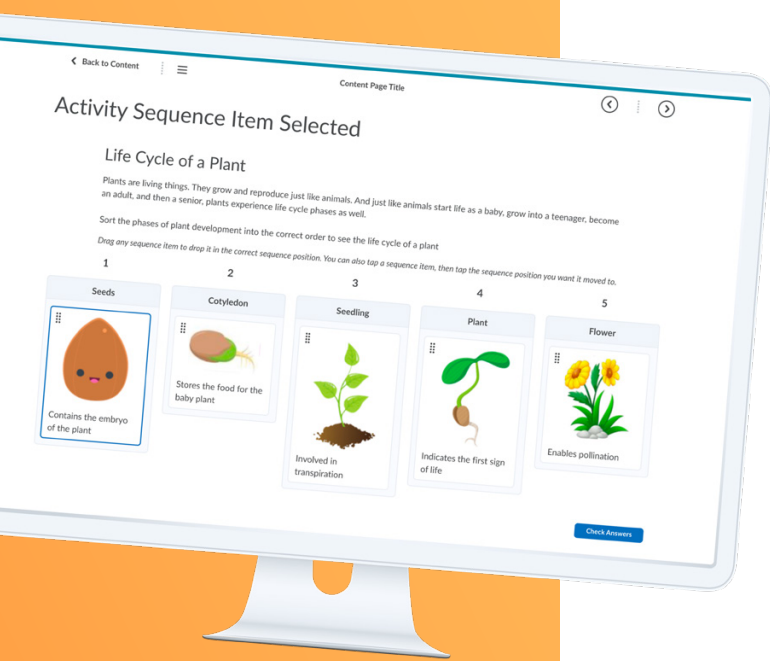 Back to Content
Content Page Title
Activity Sequence Item Selected
Life Cycle of a Plant
Plants are living things. They grow and reproduce just like animals. And just like animals start life as a baby, grow into a teenager, become
an adult, and then a senior, plants experience life cycle phases as well.
Sort the phases of plant development into the correct order to see the life cycle of a plant
Drag any sequence item to drop it in the correct sequence position. You can also tap a sequence item, then tap the sequence position you want it moved to.
1 2 3 4 5
Seeds Cotyledon Seedling Plant Flower
Contains the embryo
of the plant
Stores the food for the
baby plant
Involved in
transpiration
Indicates the first sign
of life
Enables pollination
Check Answers